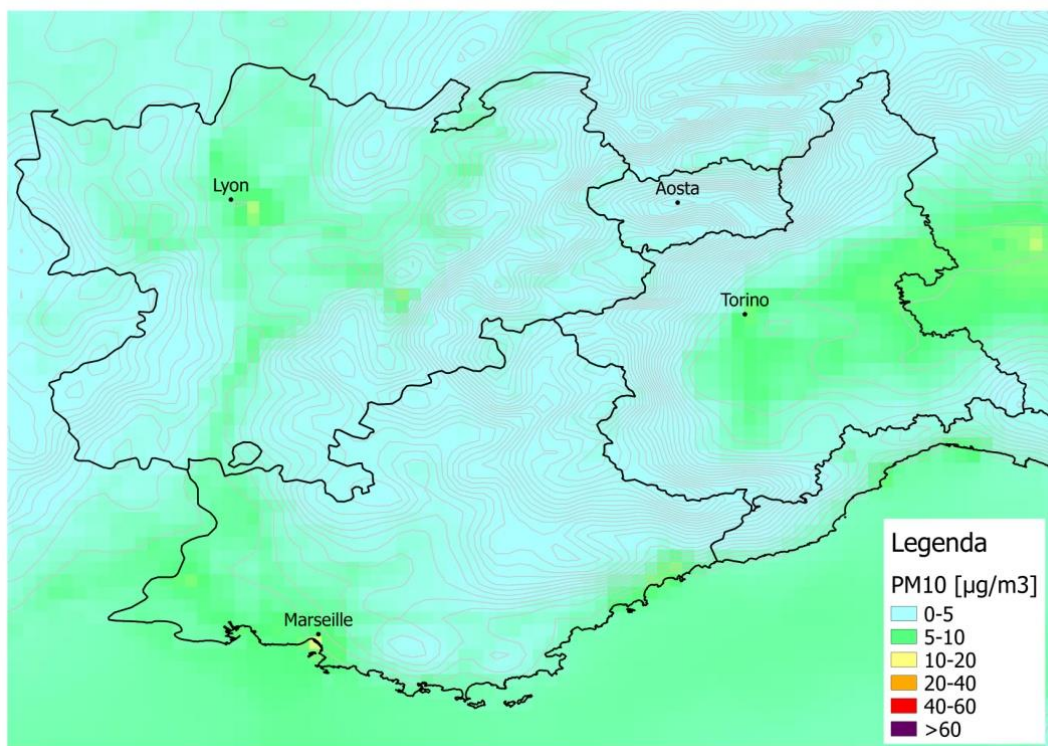 Lyon
Aosta
Torino
Marseille
Legenda
PM10 [µg/m3]
0-5
5-10
10-20
20-40
40-60
>60